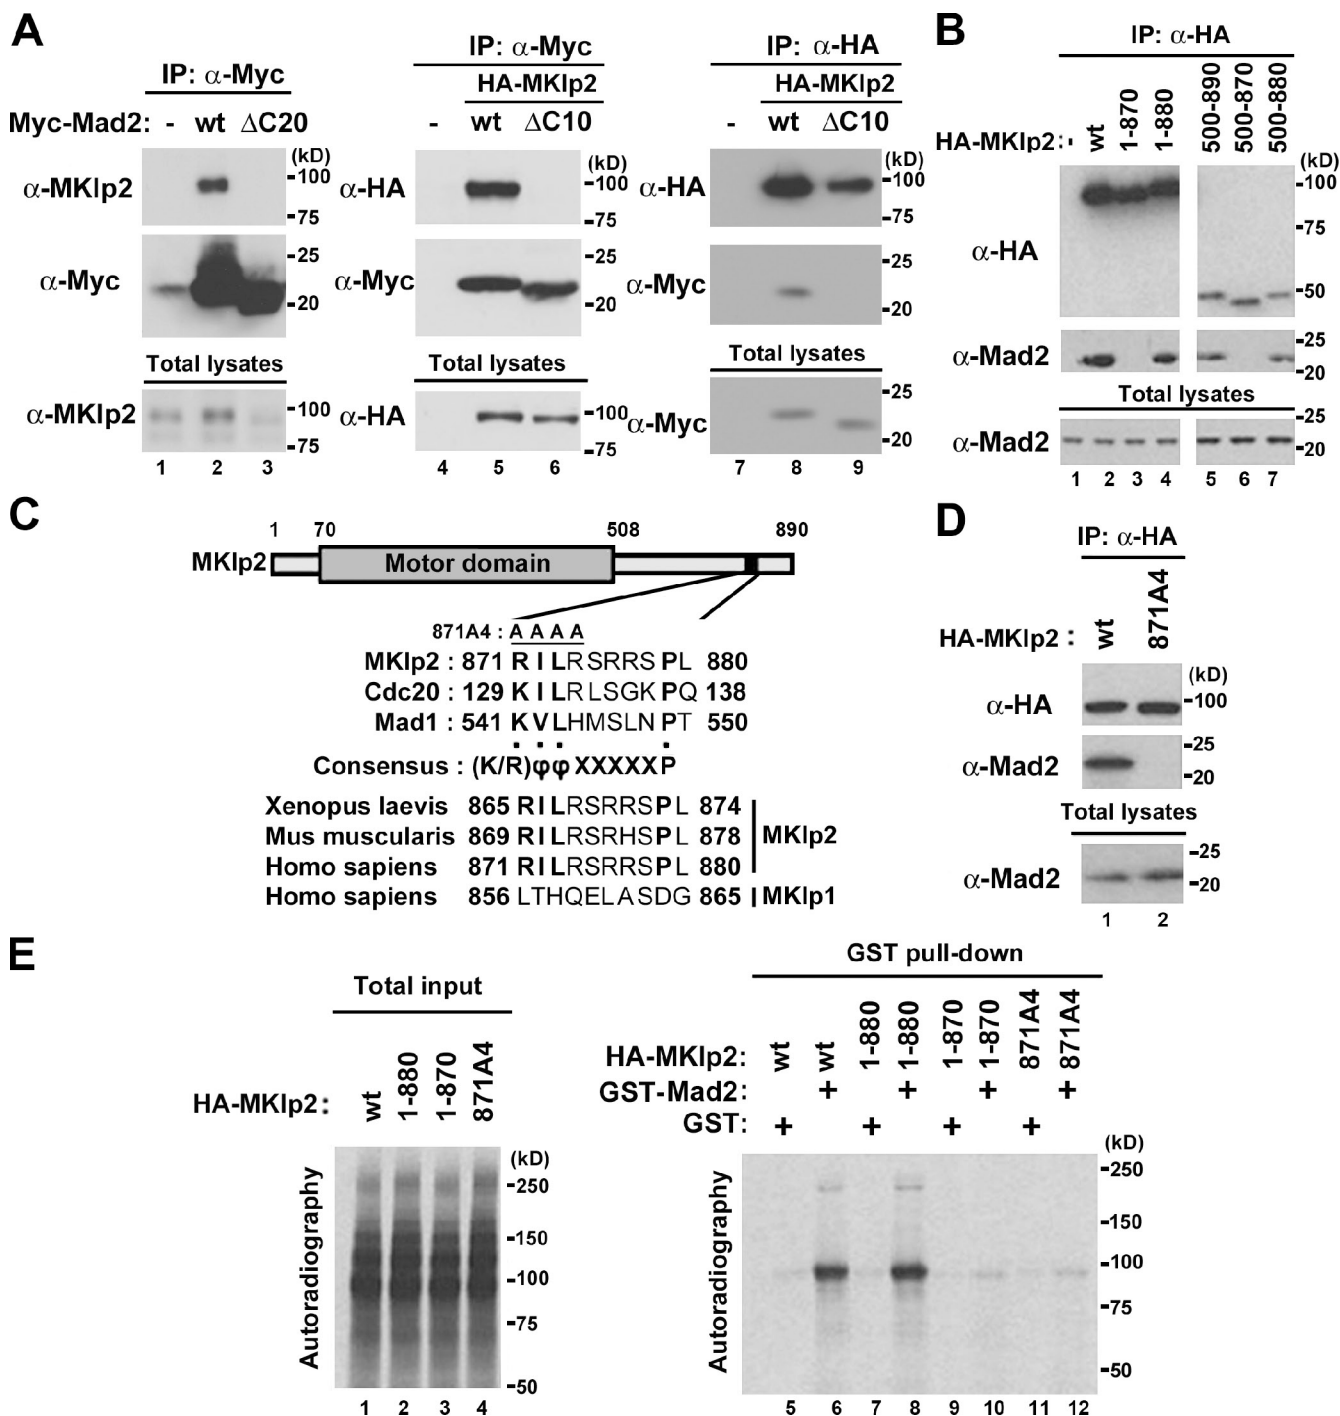 A
IP: α-Myc
Myc-Mad2: - wt ΔC20
(kD)
α-MKlp2
-100
-75
α-Myc
-25
-20
Total lysates
α-MKlp2
-100
-75
1 2 3
IP: α-Myc
HA-MKlp2
- wt ΔC10
(kD)
α-HA
-100
-75
α-Myc
-25
-20
Total lysates
α-HA
-100
-75
4 5 6
IP: α-HA
HA-MKlp2
- wt ΔC10
(kD)
α-HA
-100
-75
α-Myc
-25
-20
Total lysates
α-Myc
-25
-20
7 8 9
B
IP: α-HA
HA-MKlp2: - wt 1-870 1-880 500-890 500-870 500-880
(kD)
α-HA
-100
-75
-50
α-Mad2
-25
-20
Total lysates
α-Mad2
-25
-20
1 2 3 4 5 6 7
C
1 70 508 890
MKlp2 Motor domain
871A4 : A A A A
MKlp2 : 871 RILRSRRSPL 880
Cdc20 : 129 KILRLSGKPQ 138
Mad1 : 541 KVLHMSLNPT 550
Consensus : (K/R)φφXXXXXP
Xenopus laevis 865 RILRSRRSPL 874
Mus muscularis 869 RILRSRHSPL 878
MKlp2
Homo sapiens 871 RILRSRRSPL 880
Homo sapiens 856 LTHQELASDG 865 MKlp1
D
IP: α-HA
HA-MKlp2 : wt 871A4
(kD)
α-HA
-100
α-Mad2
-25
-20
Total lysates
α-Mad2
-25
-20
1 2
E
Total input
HA-MKlp2: wt 1-880 1-870 871A4
(kD)
Autoradiography
-250
-150
-100
-75
-50
1 2 3 4
GST pull-down
HA-MKlp2: wt wt 1-880 1-880 1-870 1-870 871A4 871A4
GST-Mad2: + + + +
GST: + + + +
(kD)
Autoradiography
-250
-150
-100
-75
-50
5 6 7 8 9 10 11 12